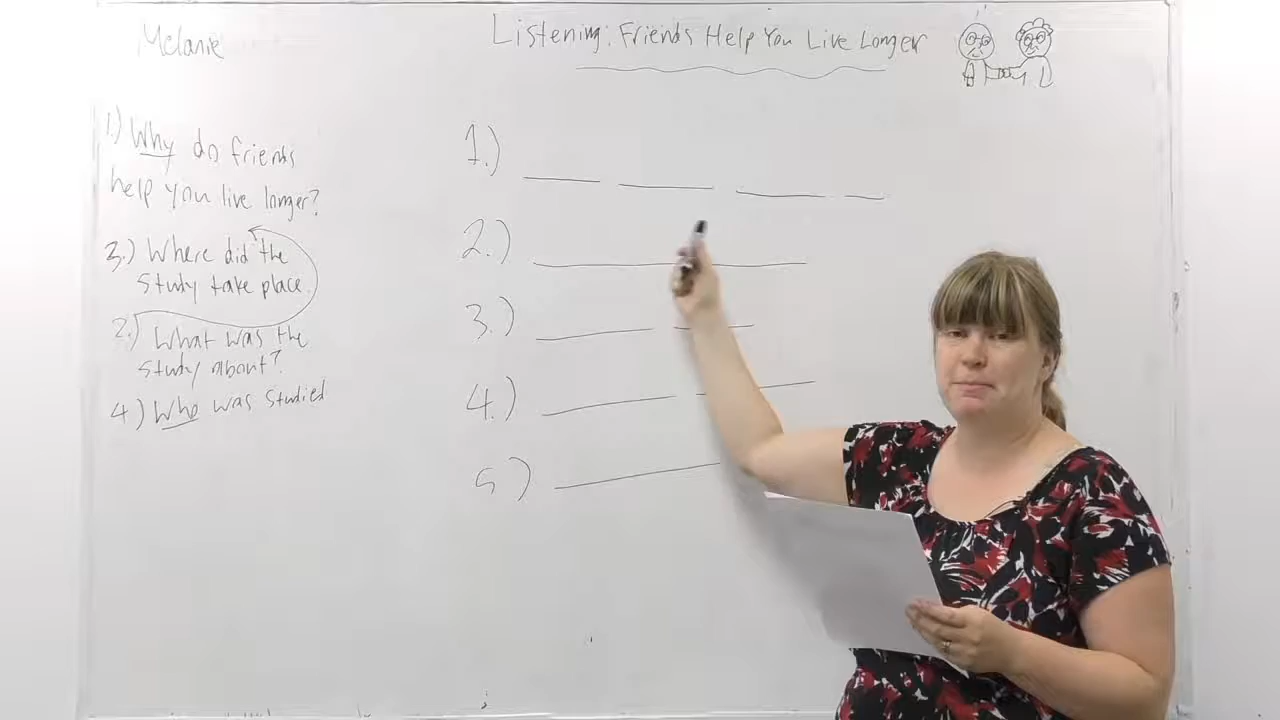 Melanie
Listening: Friends Help You Live Longer
1.) Why do friends
help you live longer?
3.) Where did the
study take place
2.) What was the
study about?
4) Who was studied
1.)
2.)
3.)
4.)
5)